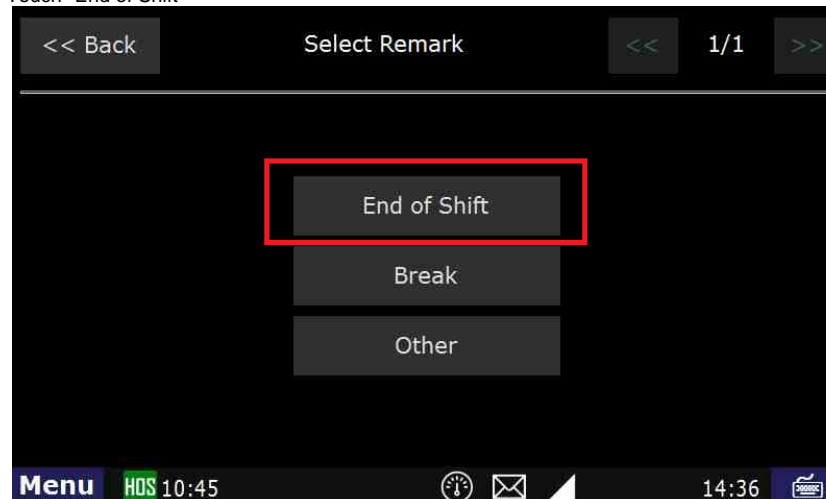 << Back Select Remark << 1/1 >>
End of Shift
Break
Other
Menu HOS 10:45 14:36